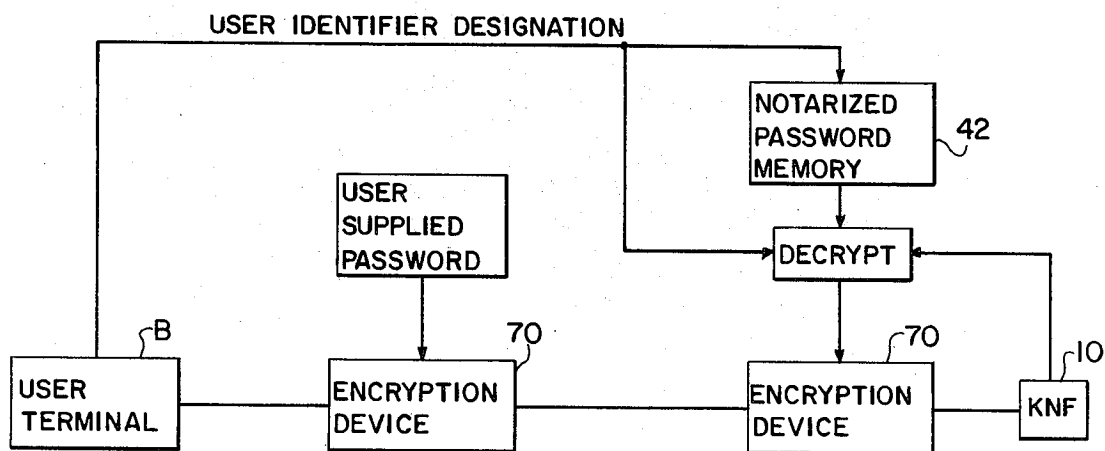 USER IDENTIFIER DESIGNATION
NOTARIZED
PASSWORD
MEMORY
42
USER
SUPPLIED
PASSWORD
DECRYPT
B
USER
TERMINAL
70
ENCRYPTION
DEVICE
70
ENCRYPTION
DEVICE
10
KNF